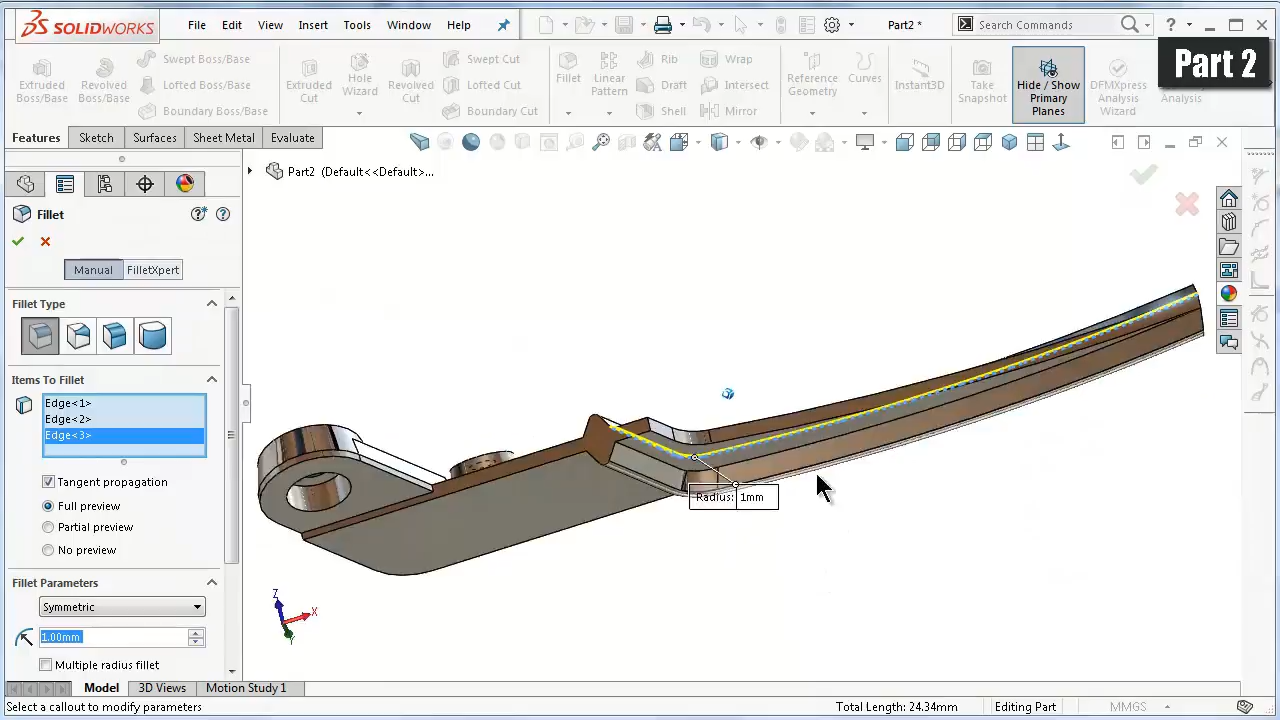 SOLIDWORKS
File Edit View Insert Tools Window Help
Part2 *
Search Commands
Part 2
Extruded Boss/Base
Revolved Boss/Base
Swept Boss/Base
Lofted Boss/Base
Boundary Boss/Base
Extruded Cut
Hole Wizard
Revolved Cut
Swept Cut
Lofted Cut
Boundary Cut
Fillet
Linear Pattern
Rib
Draft
Shell
Wrap
Intersect
Mirror
Reference Geometry
Curves
Instant3D
Take Snapshot
Hide / Show Primary Planes
DFMXpress Analysis Wizard
Analysis
Features Sketch Surfaces Sheet Metal Evaluate
Part2 (Default<<Default>...
Fillet
Manual FilletXpert
Fillet Type
Items To Fillet
Edge<1>
Edge<2>
Edge<3>
Tangent propagation
Full preview
Partial preview
No preview
Fillet Parameters
Symmetric
1.00mm
Multiple radius fillet
Radius: 1mm
Z
X
Y
Model 3D Views Motion Study 1
Select a callout to modify parameters
Total Length: 24.34mm
Editing Part
MMGS